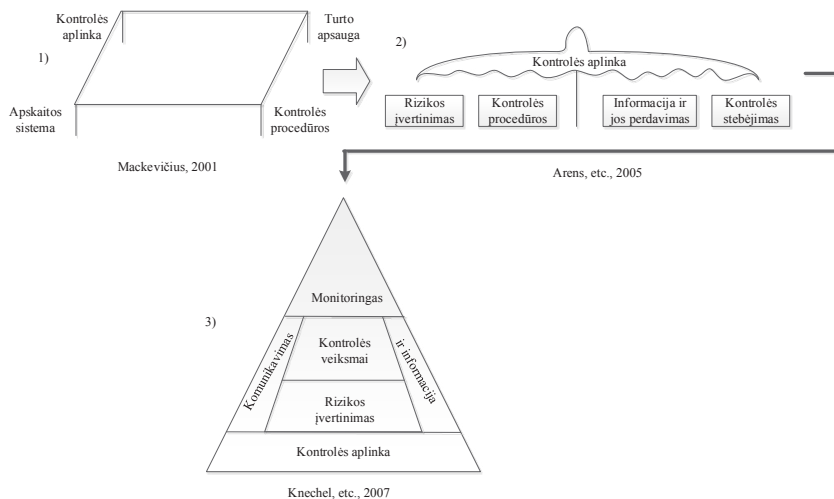 1)
Kontrolės
aplinka
Turto
apsauga
Apskaitos
sistema
Kontrolės
procedūros
Mackevičius, 2001
2)
Kontrolės aplinka
Rizikos
įvertinimas
Kontrolės
procedūros
Informacija ir
jos perdavimas
Kontrolės
stebėjimas
Arens, etc., 2005
3)
Monitoringas
Komunikavimas
Kontrolės
veiksmai
ir informacija
Rizikos
įvertinimas
Kontrolės aplinka
Knechel, etc., 2007